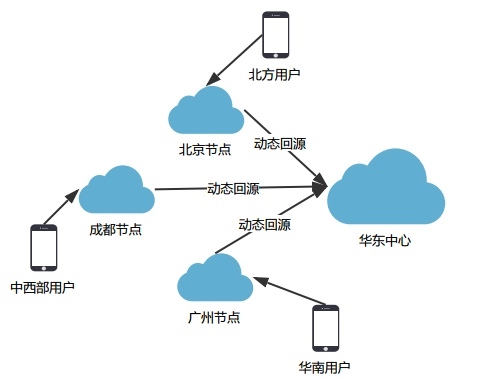 北方用户
北京节点
动态回源
动态回源
成都节点
华东中心
动态回源
中西部用户
广州节点
华南用户